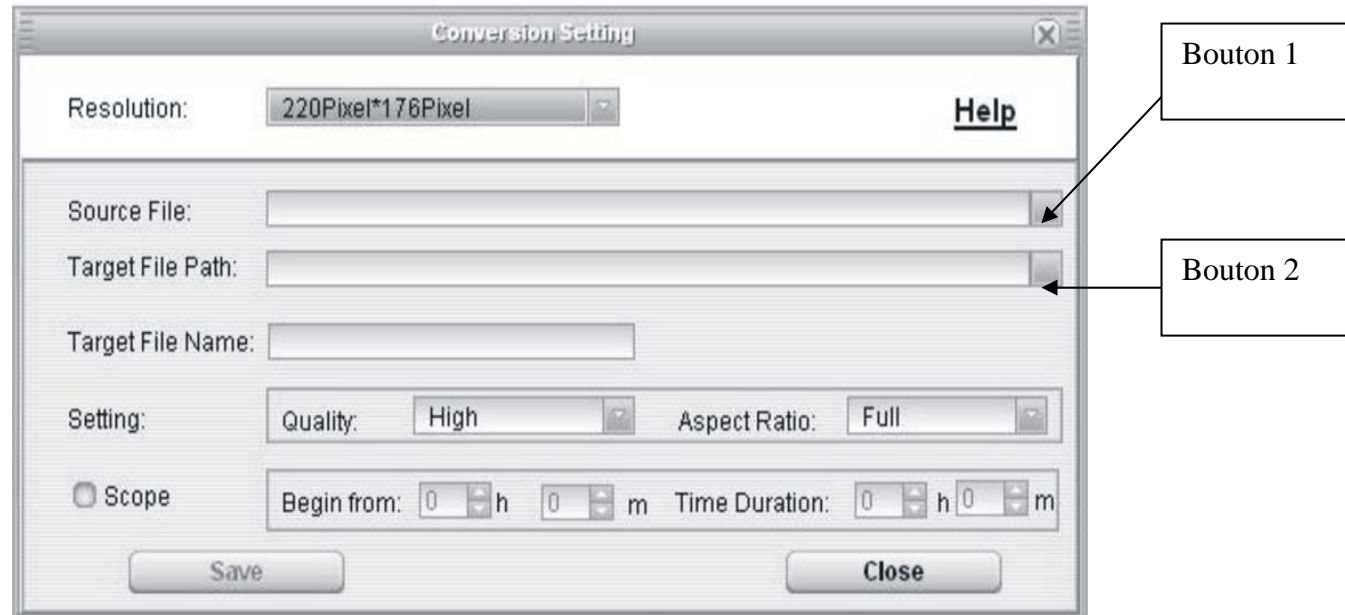 Conversion Setting
Resolution: 220Pixel*176Pixel Help
Bouton 1
Source File:
Target File Path:
Bouton 2
Target File Name:
Setting: Quality: High Aspect Ratio: Full
Scope Begin from: 0 h 0 m Time Duration: 0 h 0 m
Save Close